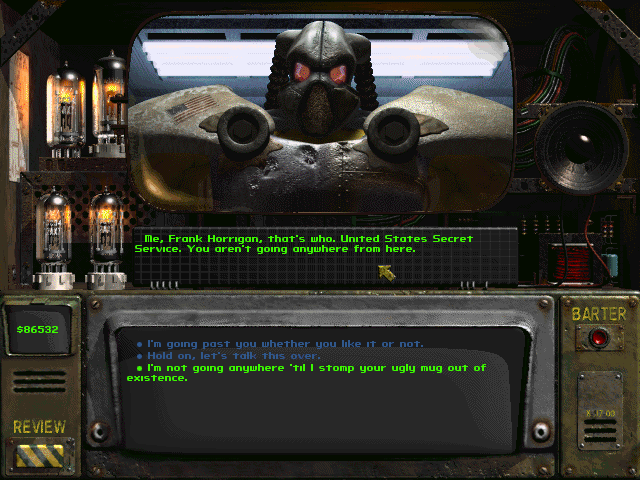 Me, Frank Horrigan, that's who. United States Secret
Service. You aren't going anywhere from here.
$86532
BARTER
• I'm going past you whether you like it or not.
• Hold on, let's talk this over.
• I'm not going anywhere 'til I stomp your ugly mug out of
existence.
REVIEW